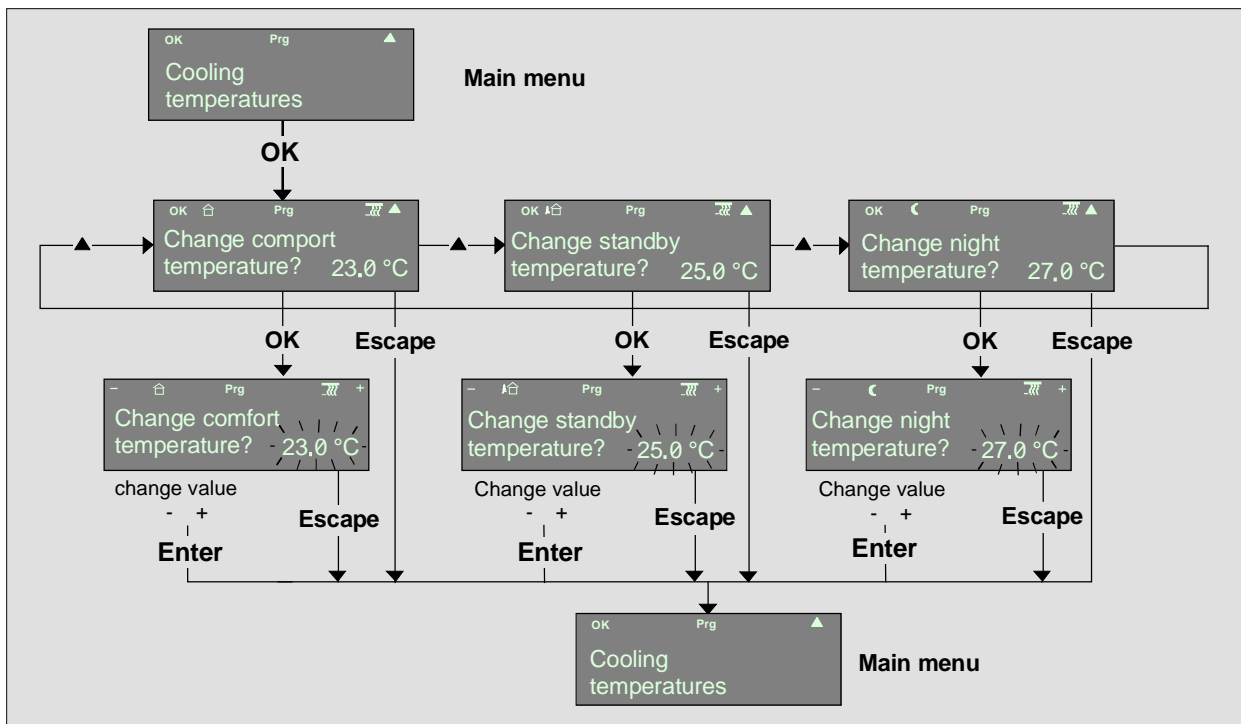 OK Prg ▲
Cooling
temperatures
Main menu
OK
OK Prg ▲
Change comport
temperature? 23.0 °C
▲
▲
OK Prg ▲
Change standby
temperature? 25.0 °C
▲
OK Prg ▲
Change night
temperature? 27.0 °C
OK Escape
OK Escape
OK Escape
– Prg +
Change comfort
temperature? 23.0 °C
– Prg +
Change standby
temperature? 25.0 °C
– Prg +
Change night
temperature? 27.0 °C
change value
- +
Enter
Escape
Change value
- +
Enter
Escape
Change value
- +
Enter
Escape
OK Prg ▲
Cooling
temperatures
Main menu